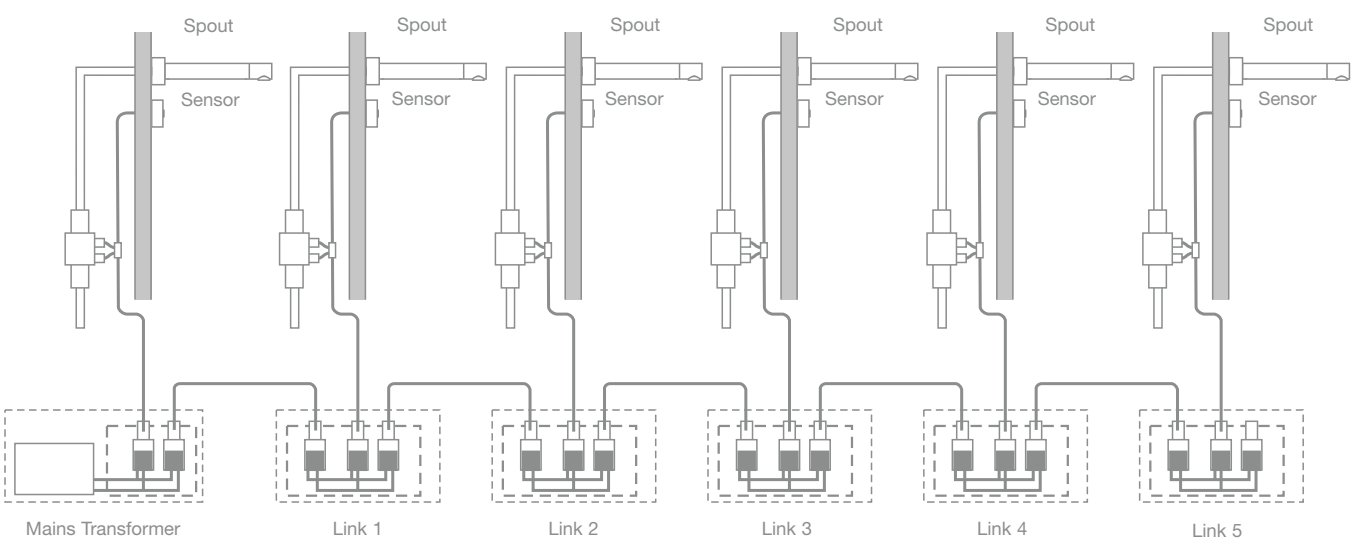 Spout Spout Spout Spout Spout Spout
Sensor Sensor Sensor Sensor Sensor Sensor
Mains Transformer Link 1 Link 2 Link 3 Link 4 Link 5